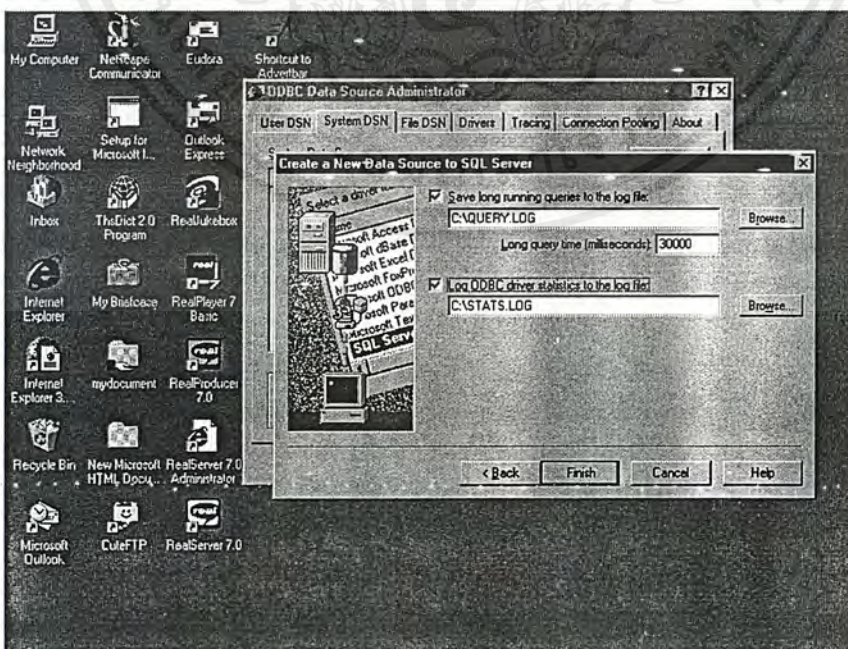 My Computer
Netscape Communicator
Eudora
Shortcut to Advertbar
Network Neighborhood
Setup for Microsoft I...
Outlook Express
Inbox
ThsDict 2.0 Program
RealJukebox
Internet Explorer
My Briefcase
RealPlayer 7 Basic
Internet Explorer 3....
mydocument
RealProducer 7.0
Recycle Bin
New Microsoft HTML Docu...
RealServer 7.0 Administrator
Microsoft Outlook
CuteFTP
RealServer 7.0
ODBC Data Source Administrator
User DSN
System DSN
File DSN
Drivers
Tracing
Connection Pooling
About
Create a New Data Source to SQL Server
Select a driver
Save long running queries to the log file:
C:\QUERY.LOG
Browse...
Long query time (milliseconds): 30000
Log ODBC driver statistics to the log file:
C:\STATS.LOG
Browse...
< Back
Finish
Cancel
Help